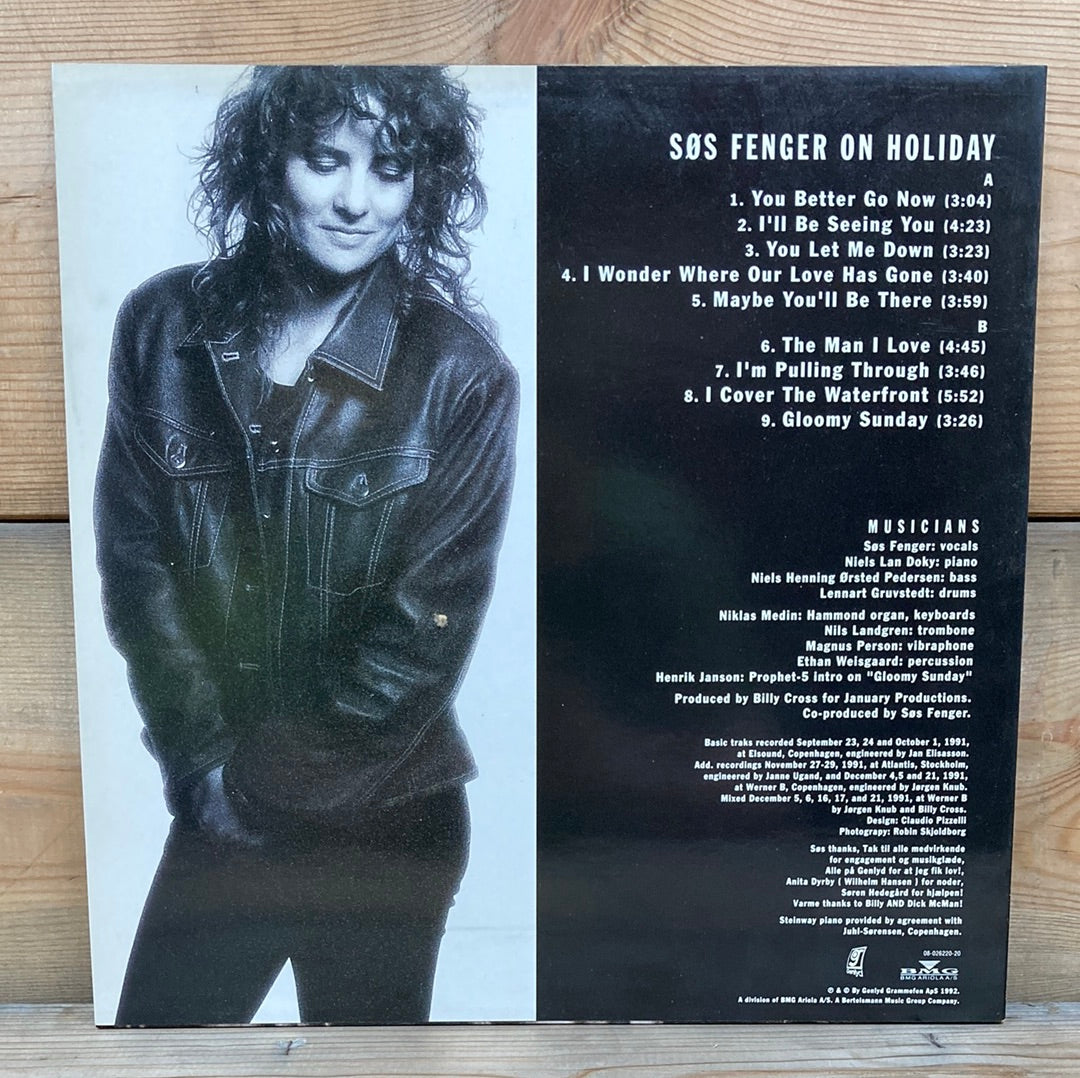 SØS FENGER ON HOLIDAY
A
1. You Better Go Now (3:04)
2. I'll Be Seeing You (4:23)
3. You Let Me Down (3:23)
4. I Wonder Where Our Love Has Gone (3:40)
5. Maybe You'll Be There (3:59)
B
6. The Man I Love (4:45)
7. I'm Pulling Through (3:46)
8. I Cover The Waterfront (5:52)
9. Gloomy Sunday (3:26)
MUSICIANS
Søs Fenger: vocals
Niels Lan Doky: piano
Niels Henning Ørsted Pedersen: bass
Lennart Gruvstedt: drums
Niklas Medin: Hammond organ, keyboards
Nils Landgren: trombone
Magnus Person: vibraphone
Ethan Weisgaard: percussion
Henrik Janson: Prophet-5 intro on "Gloomy Sunday"
Produced by Billy Cross for January Productions.
Co-produced by Søs Fenger.
Basic traks recorded September 23, 24 and October 1, 1991,
at Elsound, Copenhagen, engineered by Jan Elisasson.
Add. recordings November 27-29, 1991, at Atlantis, Stockholm,
engineered by Janne Ugand, and December 4,5 and 21, 1991,
at Werner B, Copenhagen, engineered by Jørgen Knub.
Mixed December 5, 6, 16, 17, and 21, 1991, at Werner B
by Jørgen Knub and Billy Cross.
Design: Claudio Pizzelli
Photograpy: Robin Skjoldborg
Søs thanks, Tak til alle medvirkende
for engagement og musikglæde,
Alle på Genlyd for at jeg fik lov!,
Anita Dyrby ( Wilhelm Hansen ) for noder,
Søren Hedegård for hjælpen!
Varme thanks to Billy AND Dick McMan!
Steinway piano provided by agreement with
Juhl-Sørensen, Copenhagen.
08-026220-20
Genlyd
BMG
BMG ARIOLA A/S
℗ & © By Genlyd Grammofon ApS 1992.
A division of BMG Ariola A/S. A Bertelsmann Music Group Company.